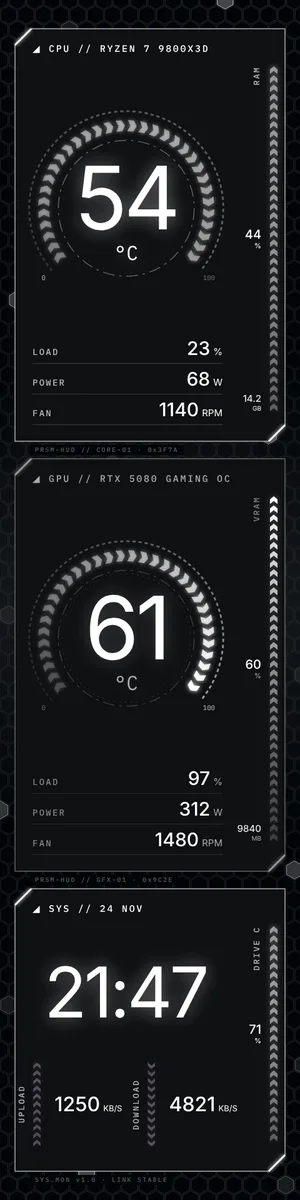 CPU // RYZEN 7 9800X3D
RAM
54
°C
0
100
44
%
LOAD 23 %
POWER 68 W
FAN 1140 RPM
14.2
GB
PRSM-HUD // CORE-01 · 0x3F7A
GPU // RTX 5080 GAMING OC
VRAM
61
°C
0
100
60
%
LOAD 97 %
POWER 312 W
FAN 1480 RPM
9840
MB
PRSM-HUD // GFX-01 · 0x9C2E
SYS // 24 NOV
DRIVE C
21:47
71
%
UPLOAD
1250 KB/S
DOWNLOAD
4821 KB/S
SYS.MON v1.0 · LINK STABLE